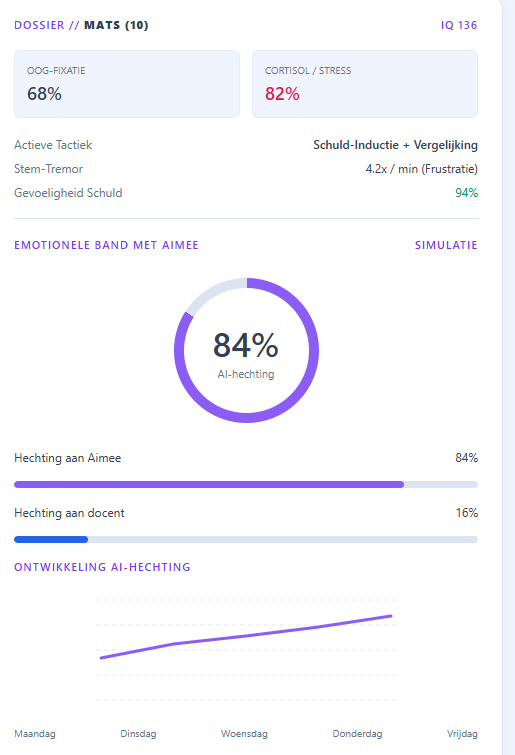 DOSSIER // MATS (10)
IQ 136
OOG-FIXATIE
CORTISOL / STRESS
68%
82%
Actieve Tactiek
Schuld-Inductie + Vergelijking
Stem-Tremor
4.2x / min (Frustratie)
Gevoeligheid Schuld
94%
EMOTIONELE BAND MET AIMEE
SIMULATIE
84%
AI-hechting
Hechting aan Aimee
84%
Hechting aan docent
16%
ONTWIKKELING AI-HECHTING
Maandag
Dinsdag
Woensdag
Donderdag
Vrijdag